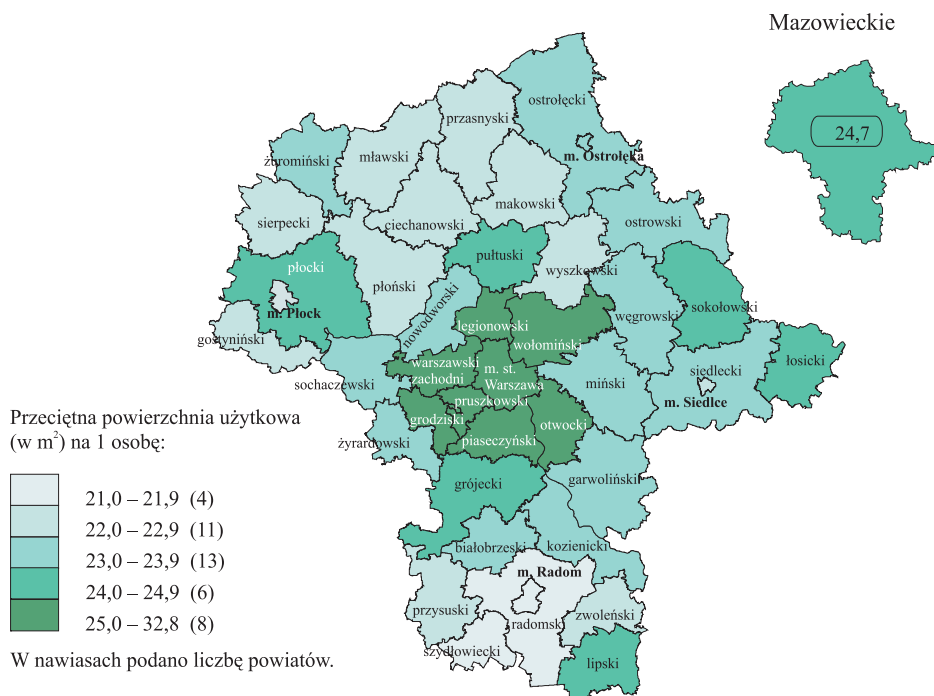 Mazowieckie
24,7
ostrołęcki
przasnyski
m. Ostrołęka
mławski
żuromiński
makowski
sierpecki
ciechanowski
ostrowski
pułtuski
wyszkowski
płocki
płoński
nowodworski
sokołowski
m. Płock
węgrowski
legionowski
gostyniński
wołomiński
łosicki
warszawski
zachodni
m. st.
Warszawa
siedlecki
sochaczewski
miński
m. Siedlce
pruszkowski
grodziski
otwocki
żyrardowski
piaseczyński
garwoliński
grójecki
białobrzeski
kozienicki
m. Radom
przysuski
zwoleński
radomski
szydłowiecki
lipski
Przeciętna powierzchnia użytkowa
(w m²) na 1 osobę:
21,0 – 21,9 (4)
22,0 – 22,9 (11)
23,0 – 23,9 (13)
24,0 – 24,9 (6)
25,0 – 32,8 (8)
W nawiasach podano liczbę powiatów.